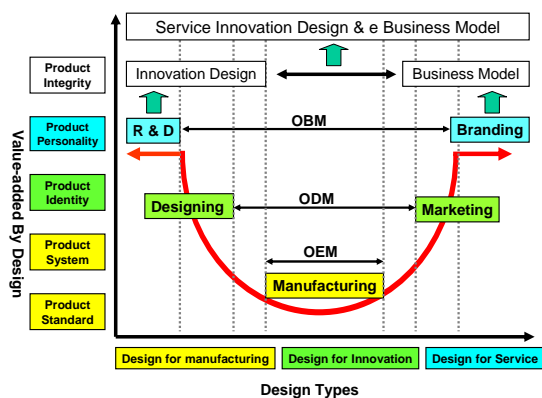 Service Innovation Design & e Business Model
Product
Integrity
Innovation Design
Business Model
Product
Personality
R & D
OBM
Branding
Product
Identity
Designing
ODM
Marketing
Product
System
OEM
Manufacturing
Product
Standard
Value-added By Design
Design for manufacturing
Design for Innovation
Design for Service
Design Types